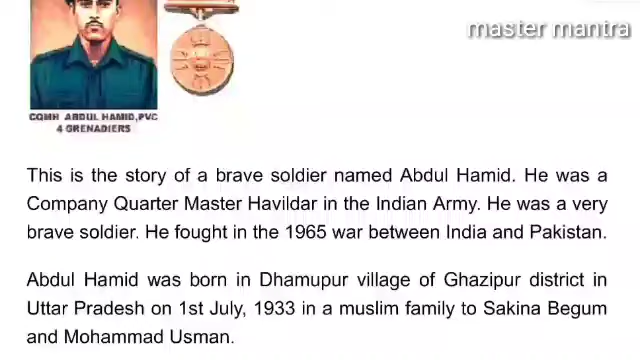 master mantra
CQMH ABDUL HAMID,PVC
4 GRENADIERS
This is the story of a brave soldier named Abdul Hamid. He was a
Company Quarter Master Havildar in the Indian Army. He was a very
brave soldier. He fought in the 1965 war between India and Pakistan.
Abdul Hamid was born in Dhamupur village of Ghazipur district in
Uttar Pradesh on 1st July, 1933 in a muslim family to Sakina Begum
and Mohammad Usman.